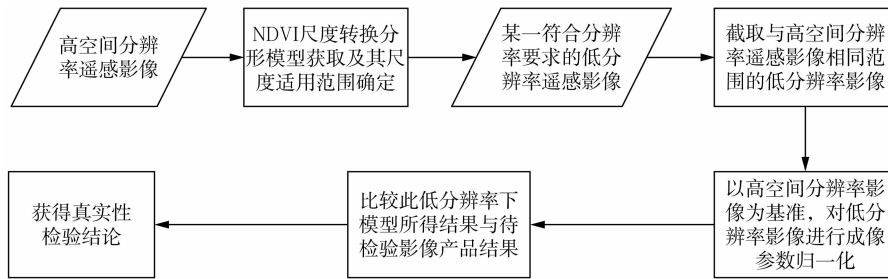 高空间分辨
率遥感影像
NDVI尺度转换分
形模型获取及其尺
度适用范围确定
某一符合分辨
率要求的低分
辨率遥感影像
截取与高空间分辨
率遥感影像相同范
围的低分辨率影像
以高空间分辨率影
像为基准，对低分
辨率影像进行成像
参数归一化
比较此低分辨率下
模型所得结果与待
检验影像产品结果
获得真实性
检验结论